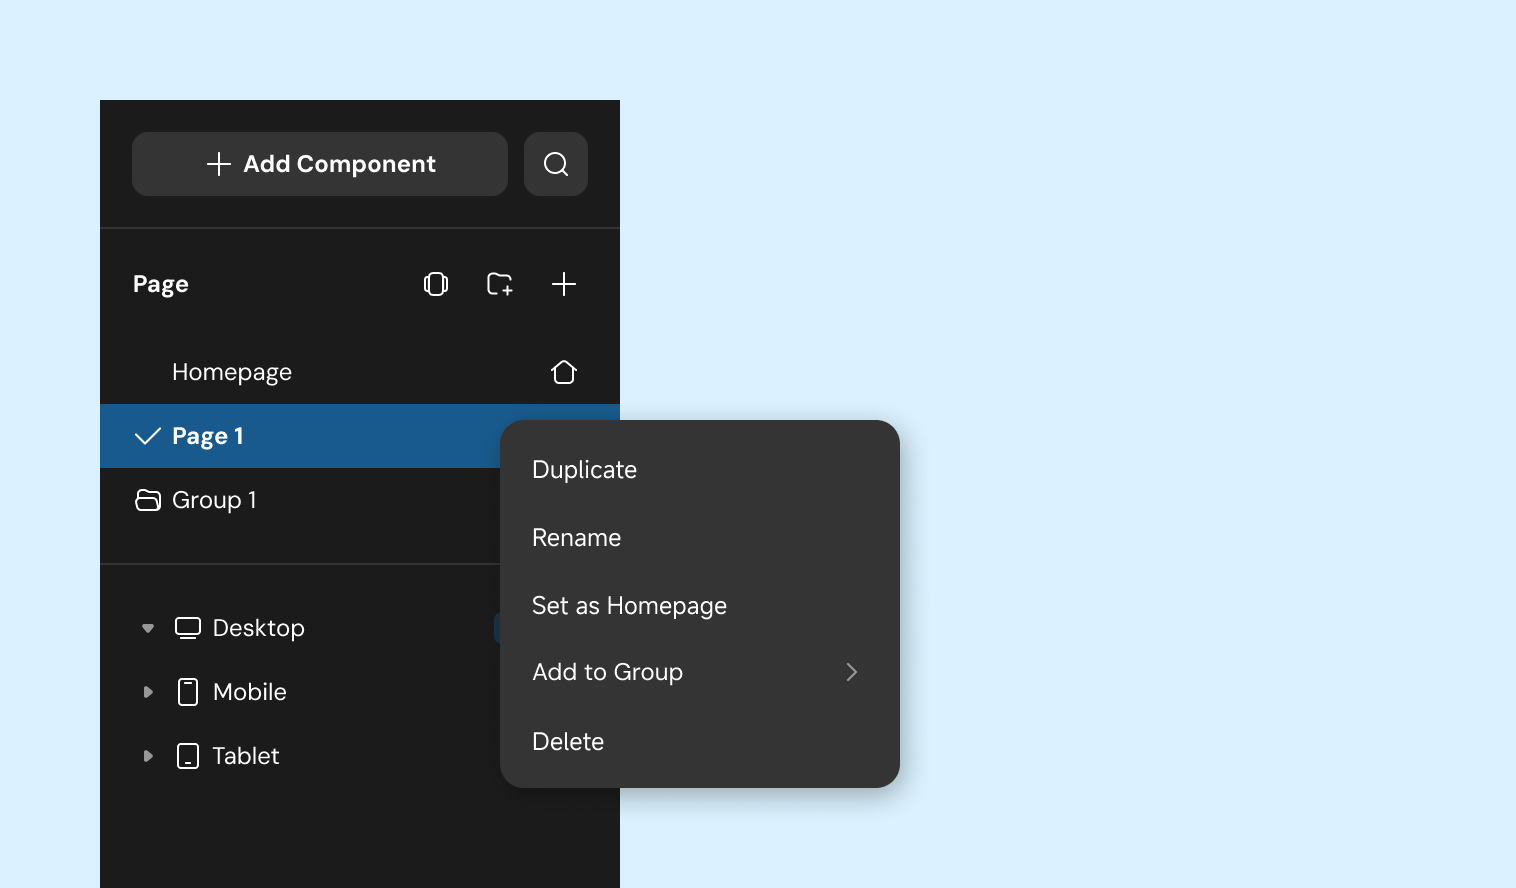 Add Component
Page
Homepage
Page 1
Group 1
Desktop
Mobile
Tablet
Duplicate
Rename
Set as Homepage
Add to Group
Delete